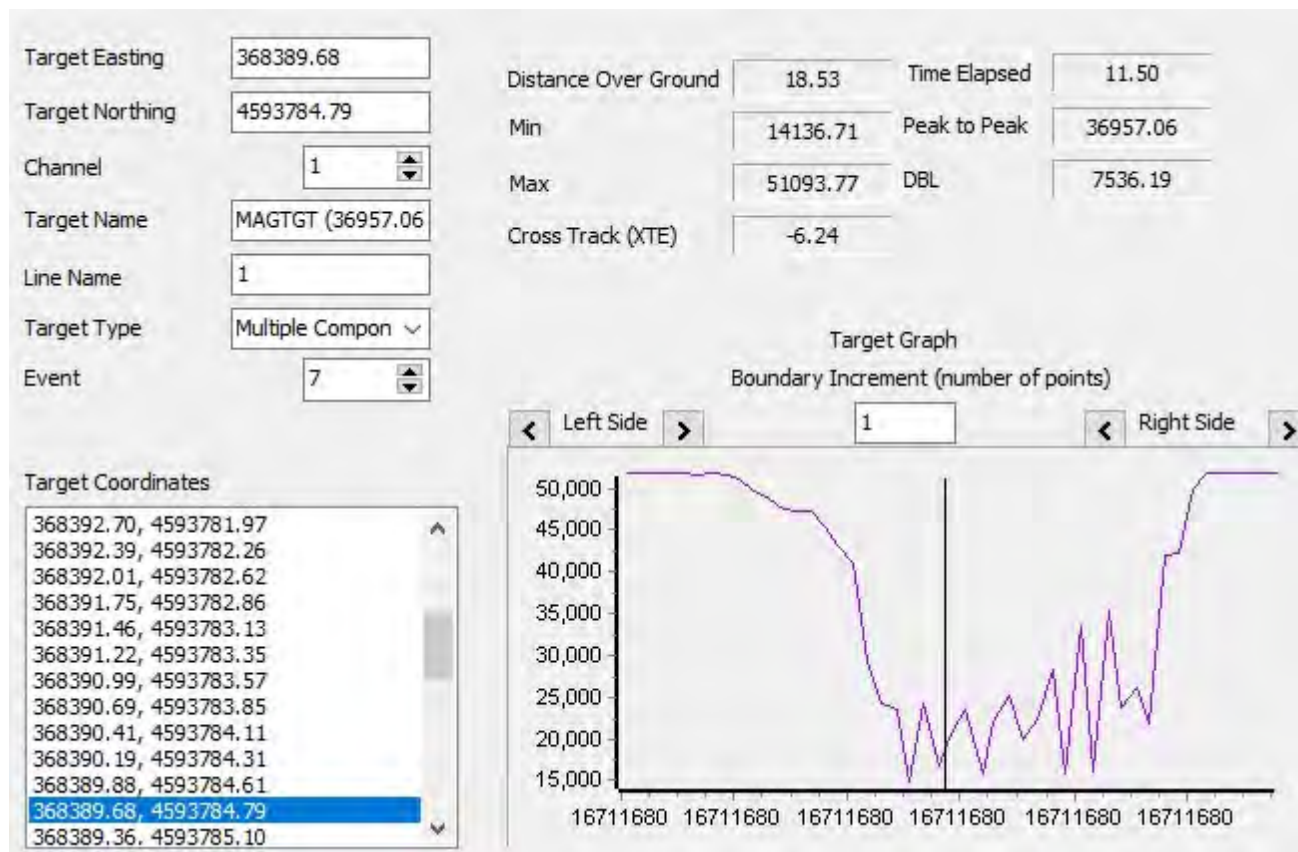 Target Easting 368389.68
Target Northing 4593784.79
Channel 1
Target Name MAGTGT (36957.06
Line Name 1
Target Type Multiple Compon
Event 7
Distance Over Ground 18.53 Time Elapsed 11.50
Min 14136.71 Peak to Peak 36957.06
Max 51093.77 DBL 7536.19
Cross Track (XTE) -6.24
Target Coordinates
368392.70, 4593781.97
368392.39, 4593782.26
368392.01, 4593782.62
368391.75, 4593782.86
368391.46, 4593783.13
368391.22, 4593783.35
368390.99, 4593783.57
368390.69, 4593783.85
368390.41, 4593784.11
368390.19, 4593784.31
368389.88, 4593784.61
368389.68, 4593784.79
368389.36, 4593785.10
Target Graph
Boundary Increment (number of points)
< Left Side > 1 < Right Side >
50,000
45,000
40,000
35,000
30,000
25,000
20,000
15,000
16711680 16711680 16711680 16711680 16711680 16711680